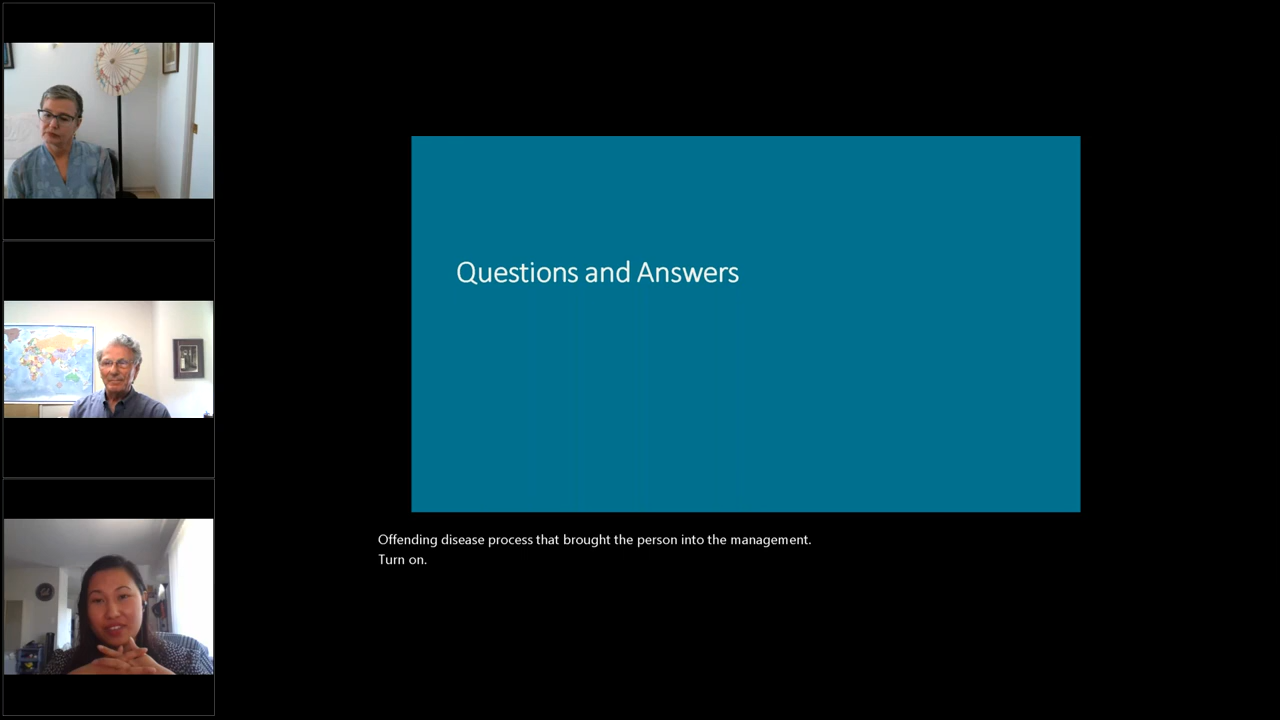 Questions and Answers
Offending disease process that brought the person into the management.
Turn on.